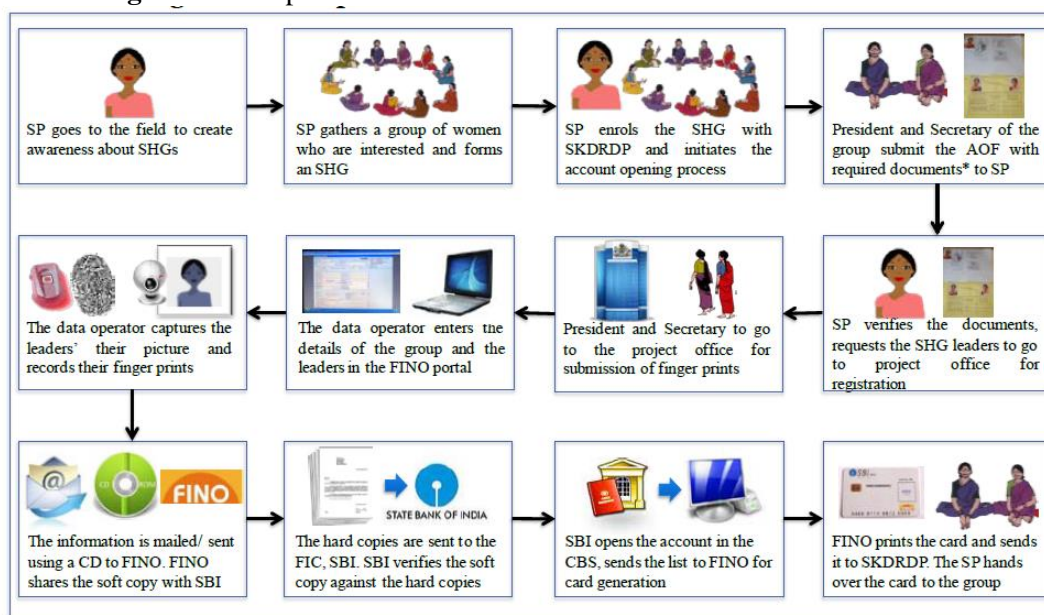 SP goes to the field to create
awareness about SHGs
SP gathers a group of women
who are interested and forms
an SHG
SP enrols the SHG with
SKDRDP and initiates the
account opening process
President and Secretary of the
group submit the AOF with
required documents* to SP
SP verifies the documents,
requests the SHG leaders to go
to project office for
registration
President and Secretary to go
to the project office for
submission of finger prints
The data operator enters the
details of the group and the
leaders in the FINO portal
The data operator captures the
leaders' their picture and
records their finger prints
CD ROM
FINO
The information is mailed/ sent
using a CD to FINO. FINO
shares the soft copy with SBI
STATE BANK OF INDIA
The hard copies are sent to the
FIC, SBI. SBI verifies the soft
copy against the hard copies
SBI opens the account in the
CBS, sends the list to FINO for
card generation
SBI
FINO prints the card and sends
it to SKDRDP. The SP hands
over the card to the group